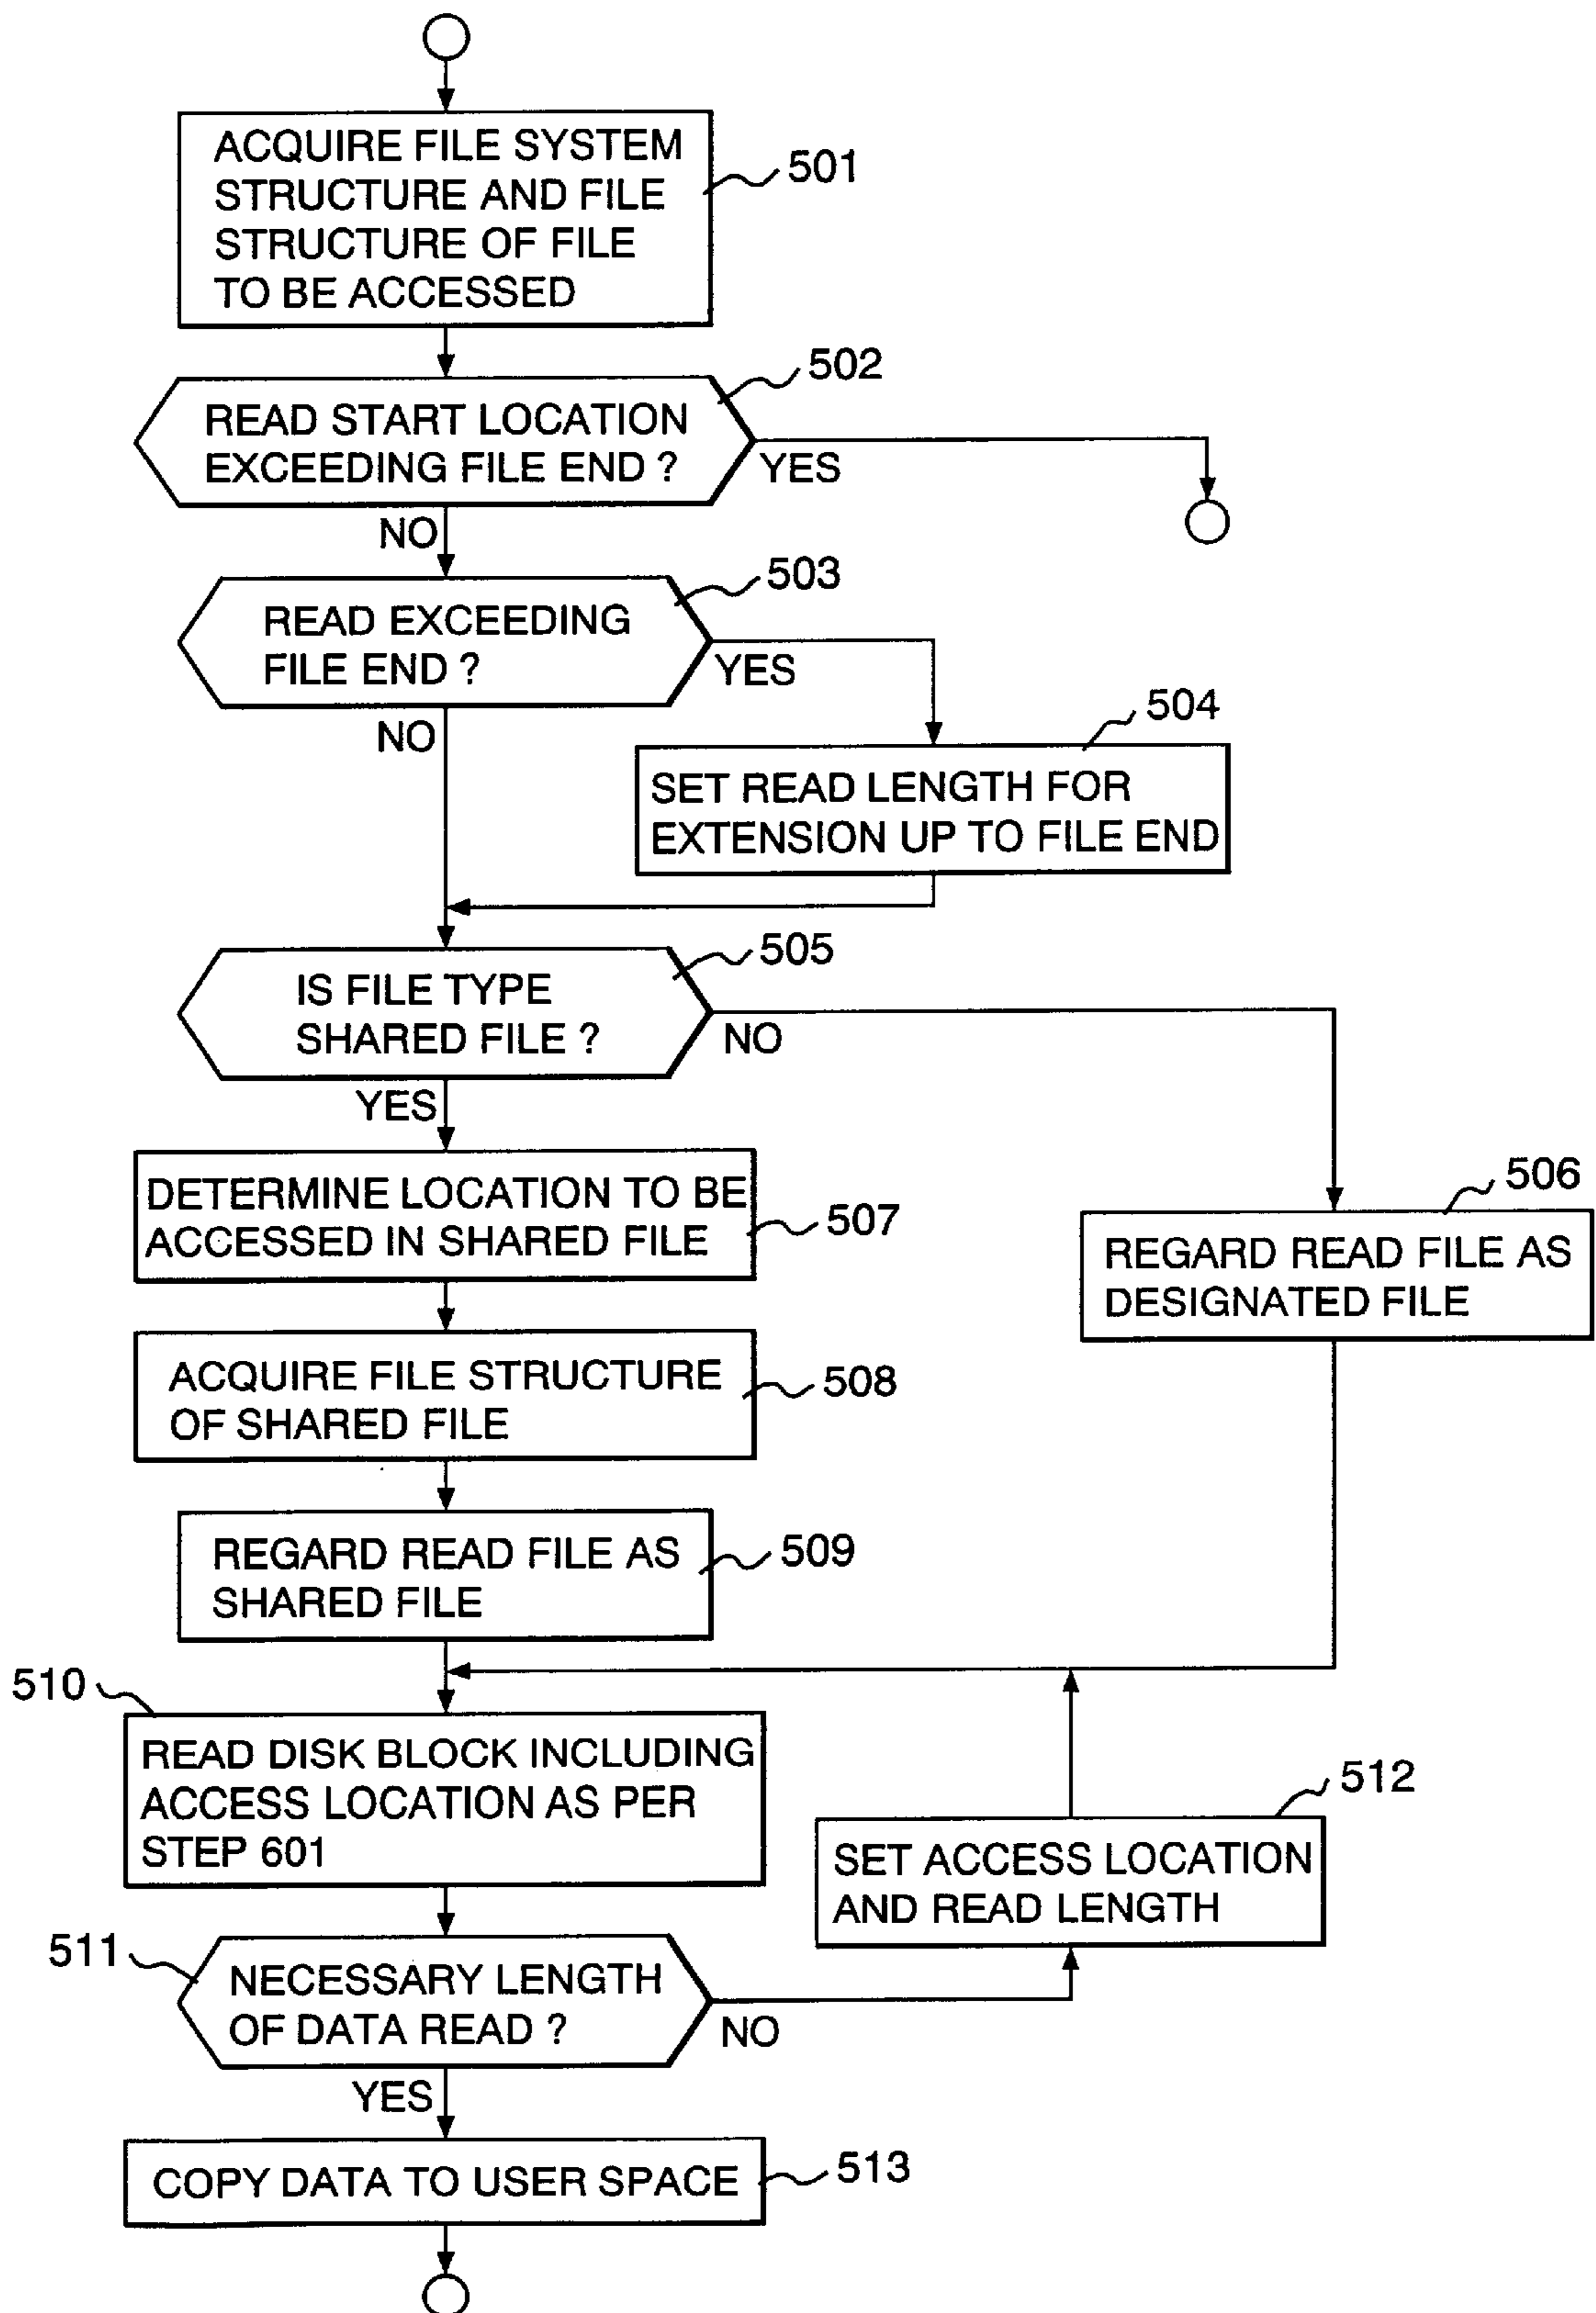 ACQUIRE FILE SYSTEM
STRUCTURE AND FILE
STRUCTURE OF FILE
TO BE ACCESSED
501
502
READ START LOCATION
EXCEEDING FILE END ?
YES
NO
503
READ EXCEEDING
FILE END ?
YES
NO
504
SET READ LENGTH FOR
EXTENSION UP TO FILE END
505
IS FILE TYPE
SHARED FILE ?
NO
YES
506
REGARD READ FILE AS
DESIGNATED FILE
DETERMINE LOCATION TO BE
ACCESSED IN SHARED FILE
507
ACQUIRE FILE STRUCTURE
OF SHARED FILE
508
REGARD READ FILE AS
SHARED FILE
509
510
READ DISK BLOCK INCLUDING
ACCESS LOCATION AS PER
STEP 601
512
SET ACCESS LOCATION
AND READ LENGTH
511
NECESSARY LENGTH
OF DATA READ ?
NO
YES
COPY DATA TO USER SPACE
513